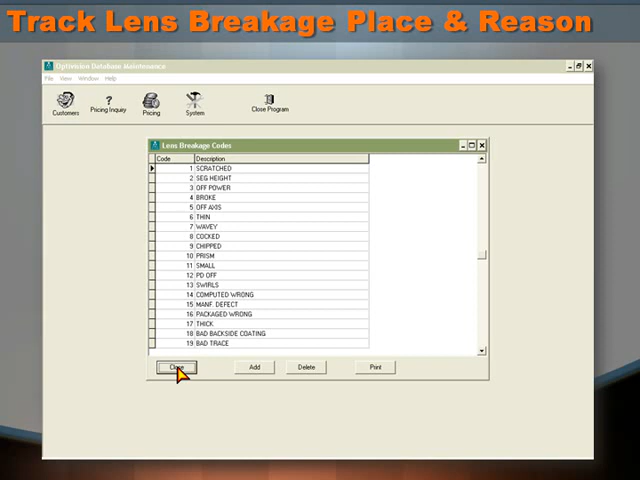 Track Lens Breakage Place & Reason
Optivision Database Maintenance
File View Window Help
Customers Pricing Inquiry Pricing System Close Program
Lens Breakage Codes
Code Description
1 SCRATCHED
2 SEG HEIGHT
3 OFF POWER
4 BROKE
5 OFF AXIS
6 THIN
7 WAVEY
8 COCKED
9 CHIPPED
10 PRISM
11 SMALL
12 PD OFF
13 SWIRLS
14 COMPUTED WRONG
15 MANF. DEFECT
16 PACKAGED WRONG
17 THICK
18 BAD BACKSIDE COATING
19 BAD TRACE
Close Add Delete Print